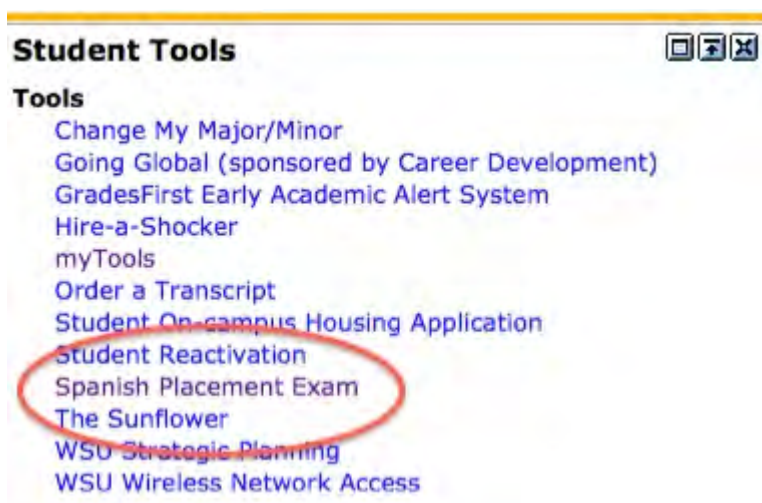 Student Tools
Tools
Change My Major/Minor
Going Global (sponsored by Career Development)
GradesFirst Early Academic Alert System
Hire-a-Shocker
myTools
Order a Transcript
Student On-campus Housing Application
Student Reactivation
Spanish Placement Exam
The Sunflower
WSU Strategic Planning
WSU Wireless Network Access